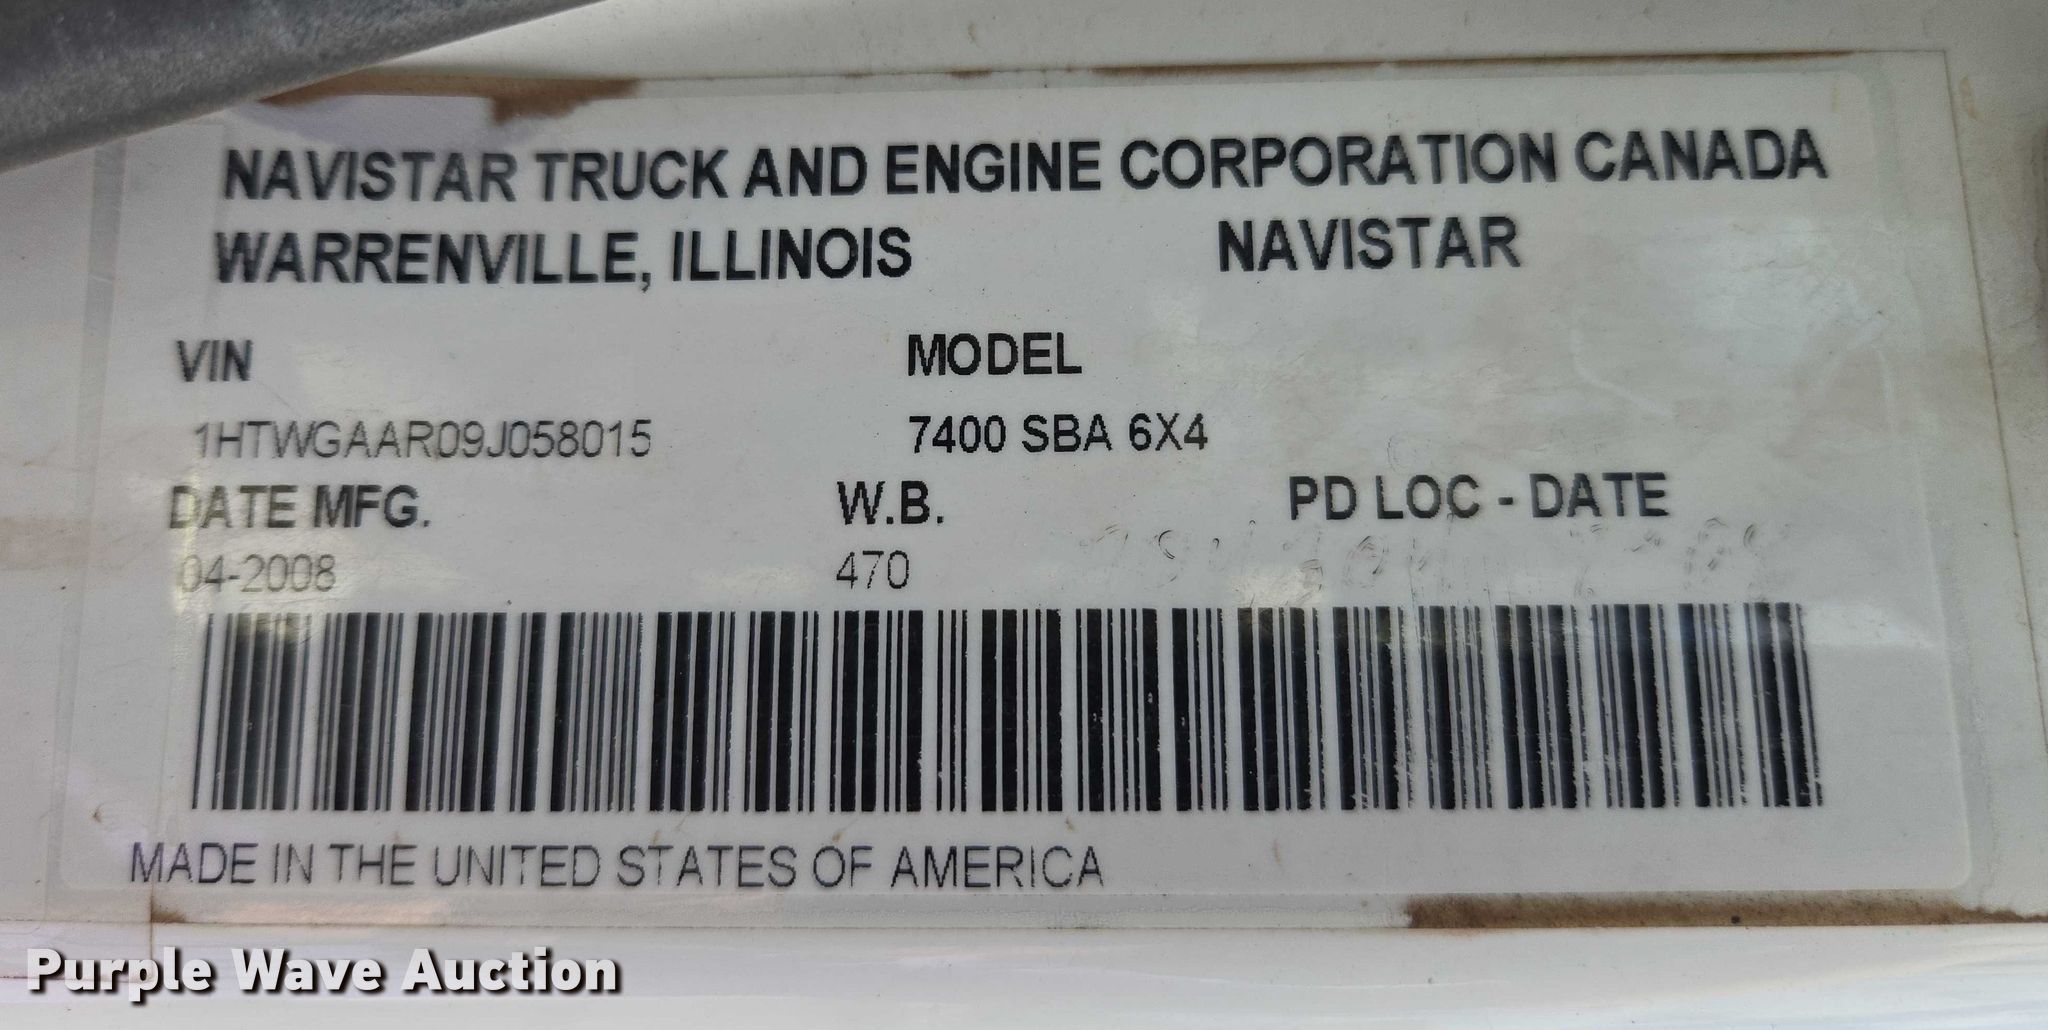 NAVISTAR TRUCK AND ENGINE CORPORATION CANADA
WARRENVILLE, ILLINOIS NAVISTAR
VIN MODEL
1HTWGAAR09J058015 7400 SBA 6X4
DATE MFG. W.B. PD LOC - DATE
04-2008 470
MADE IN THE UNITED STATES OF AMERICA
Purple Wave Auction